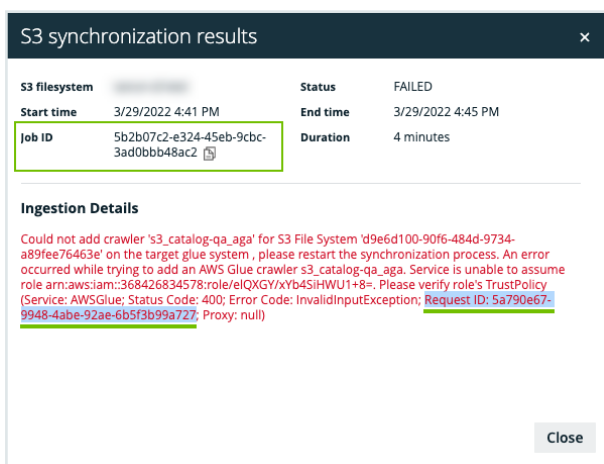 S3 synchronization results ×
S3 filesystem
Status FAILED
Start time 3/29/2022 4:41 PM
End time 3/29/2022 4:45 PM
Job ID 5b2b07c2-e324-45eb-9cbc-
3ad0bbb48ac2
Duration 4 minutes
Ingestion Details
Could not add crawler 's3_catalog-qa_aga' for S3 File System 'd9e6d100-90f6-484d-9734-
a89fee76463e' on the target glue system , please restart the synchronization process. An error
occurred while trying to add an AWS Glue crawler s3_catalog-qa_aga. Service is unable to assume
role arn:aws:iam::368426834578:role/elQXGY/xYb4SiHWU1+8=. Please verify role's TrustPolicy
(Service: AWSGlue; Status Code: 400; Error Code: InvalidInputException; Request ID: 5a790e67-
9948-4abe-92ae-6b5f3b99a727; Proxy: null)
Close